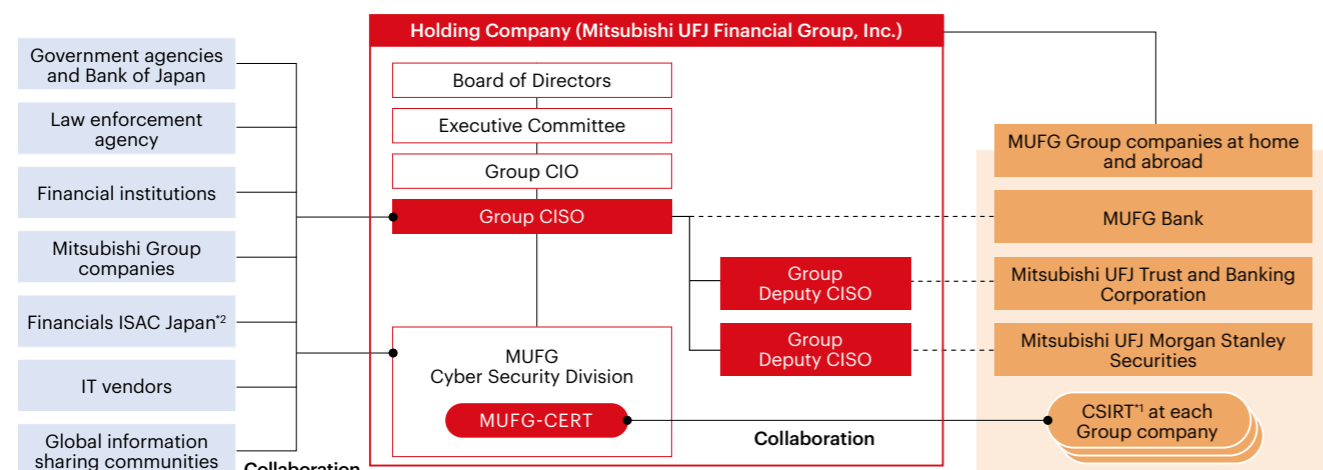 Government agencies
and Bank of Japan
Law enforcement
agency
Financial institutions
Mitsubishi Group
companies
Financials ISAC Japan*2
IT vendors
Global information
sharing communities
Collaboration
Holding Company (Mitsubishi UFJ Financial Group, Inc.)
Board of Directors
Executive Committee
Group CIO
Group CISO
Group
Deputy CISO
Group
Deputy CISO
MUFG
Cyber Security Division
MUFG-CERT
Collaboration
MUFG Group companies at home
and abroad
MUFG Bank
Mitsubishi UFJ Trust and Banking
Corporation
Mitsubishi UFJ Morgan Stanley
Securities
CSIRT*1 at each
Group company